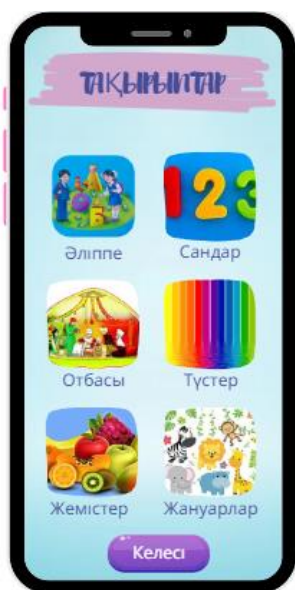 ТАҚЫРЫПТАР
Әліппе
Сандар
Отбасы
Түстер
Жемістер
Жануарлар
Келесі